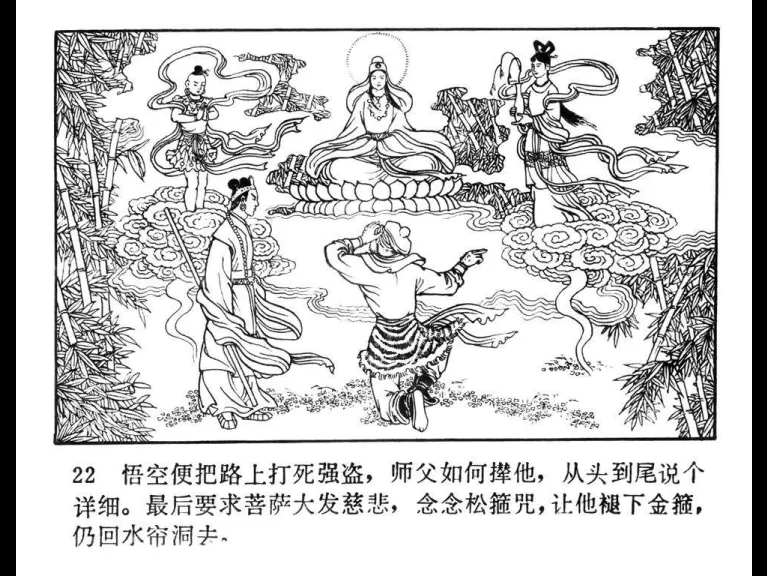 22 悟空便把路上打死强盗，师父如何撵他，从头到尾说个
详细。最后要求菩萨大发慈悲，念念松箍咒，让他褪下金箍，
仍回水帘洞去。